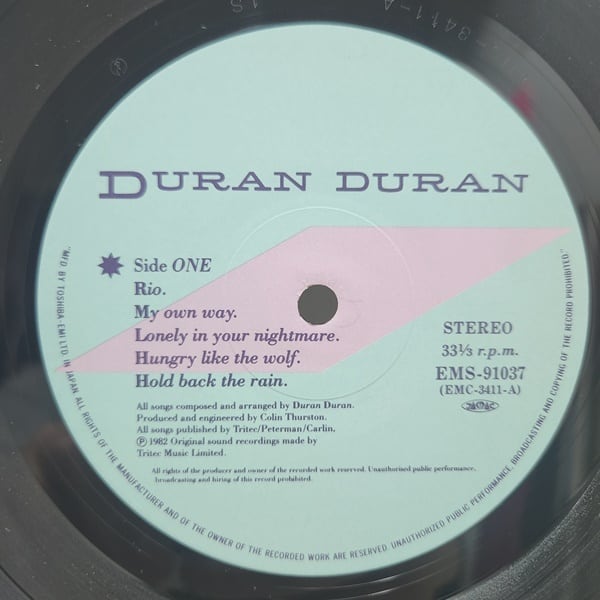 3411-A 1S
DURAN DURAN
Side ONE
Rio.
My own way.
Lonely in your nightmare.
Hungry like the wolf.
Hold back the rain.
STEREO
33⅓ r.p.m.
EMS-91037
(EMC-3411-A)
All songs composed and arranged by Duran Duran.
Produced and engineered by Colin Thurston.
All songs published by Tritec/Peterman/Carlin.
Ⓟ 1982 Original sound recordings made by
Tritec Music Limited.
All rights of the producer and owner of the recorded work reserved. Unauthorised public performance,
broadcasting and hiring of this record prohibited.
"MFD BY TOSHIBA-EMI LTD. IN JAPAN ALL RIGHTS OF THE MANUFACTURER AND OF THE OWNER OF THE RECORDED WORK ARE RESERVED. UNAUTHORIZED PUBLIC PERFORMANCE, BROADCASTING AND COPYING OF THE RECORD PROHIBITED."